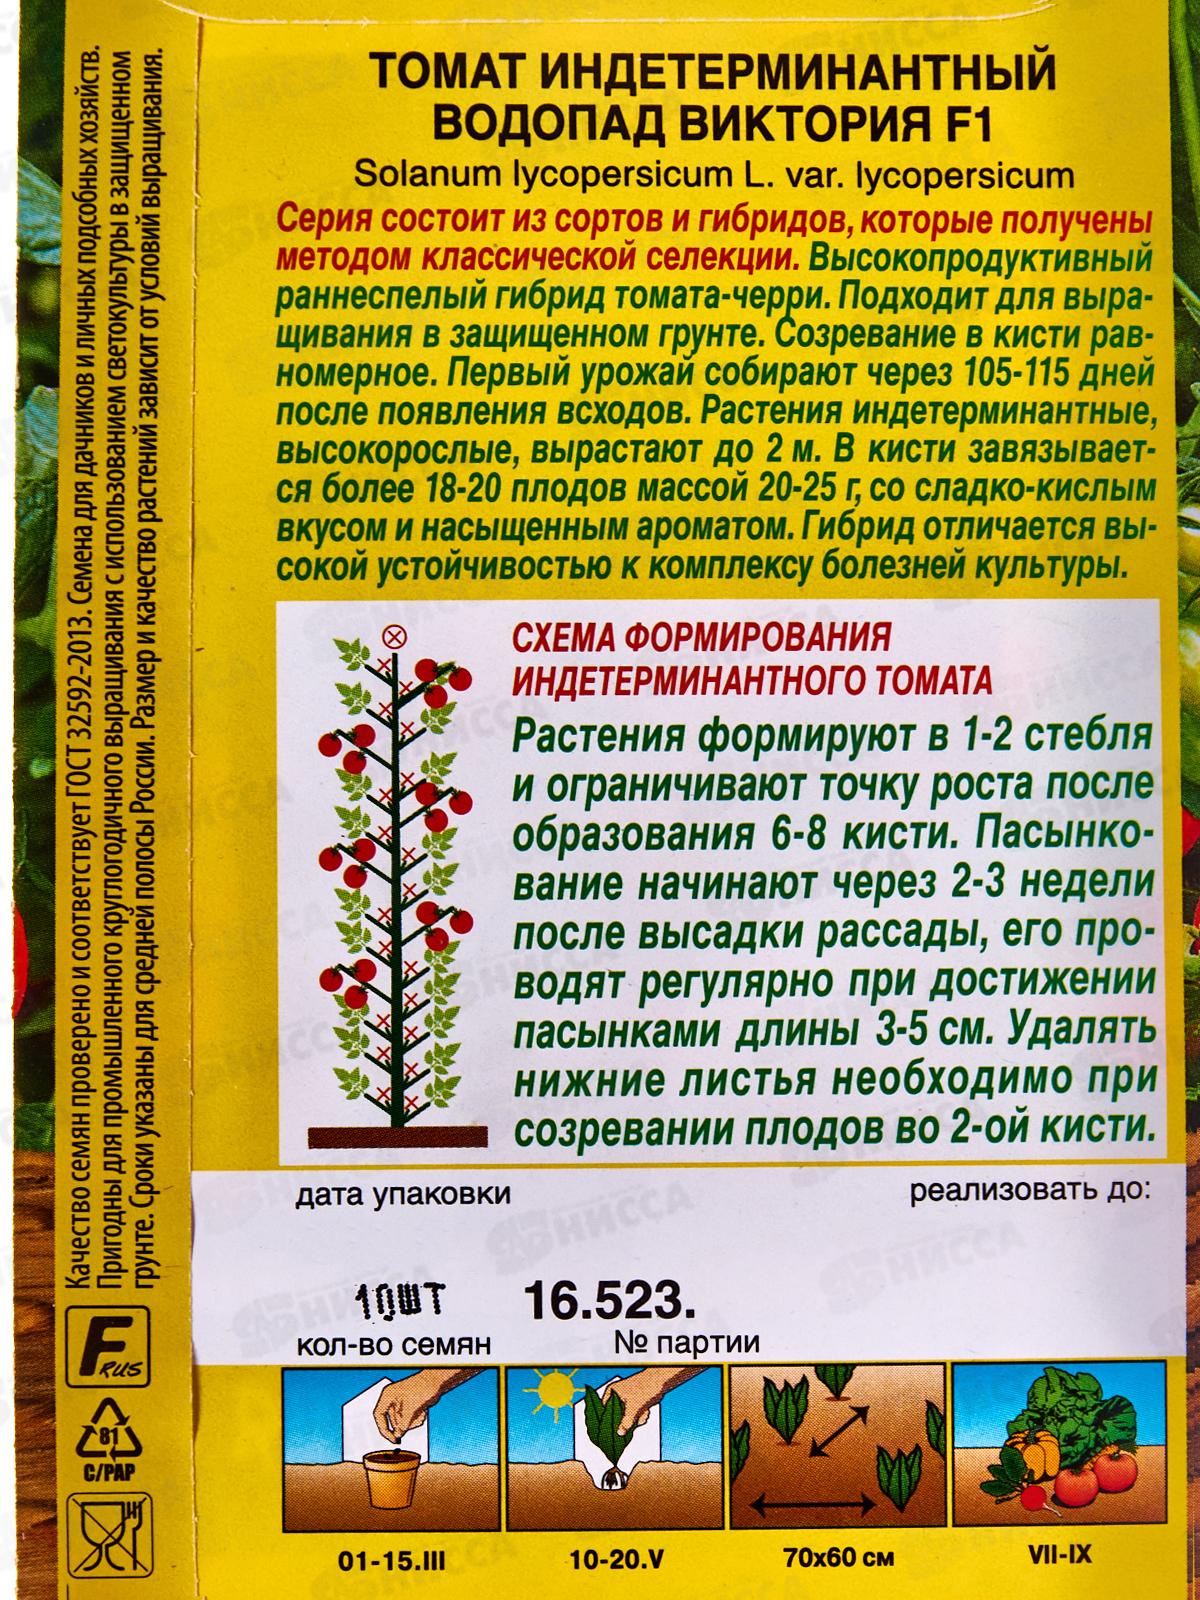 ТОМАТ ИНДЕТЕРМИНАНТНЫЙ
ВОДОПАД ВИКТОРИЯ F1
Solanum lycopersicum L. var. lycopersicum
Серия состоит из сортов и гибридов, которые получены
методом классической селекции. Высокопродуктивный
раннеспелый гибрид томата-черри. Подходит для выра-
щивания в защищенном грунте. Созревание в кисти рав-
номерное. Первый урожай собирают через 105-115 дней
после появления всходов. Растения индетерминантные,
высокорослые, вырастают до 2 м. В кисти завязывает-
ся более 18-20 плодов массой 20-25 г, со сладко-кислым
вкусом и насыщенным ароматом. Гибрид отличается вы-
сокой устойчивостью к комплексу болезней культуры.
СХЕМА ФОРМИРОВАНИЯ
ИНДЕТЕРМИНАНТНОГО ТОМАТА
Растения формируют в 1-2 стебля
и ограничивают точку роста после
образования 6-8 кисти. Пасынко-
вание начинают через 2-3 недели
после высадки рассады, его про-
водят регулярно при достижении
пасынками длины 3-5 см. Удалять
нижние листья необходимо при
созревании плодов во 2-ой кисти.
дата упаковки
реализовать до:
10шт
16.523.
кол-во семян
№ партии
01-15.III
10-20.V
70х60 см
VII-IX
Качество семян проверено и соответствует ГОСТ 32592-2013. Семена для дачников и личных подсобных хозяйств.
Пригодны для промышленного круглогодичного выращивания с использованием светокультуры в защищенном
грунте. Сроки указаны для средней полосы России. Размер и качество растений зависит от условий выращивания.
F RUS
81
C/PAP
НИССА